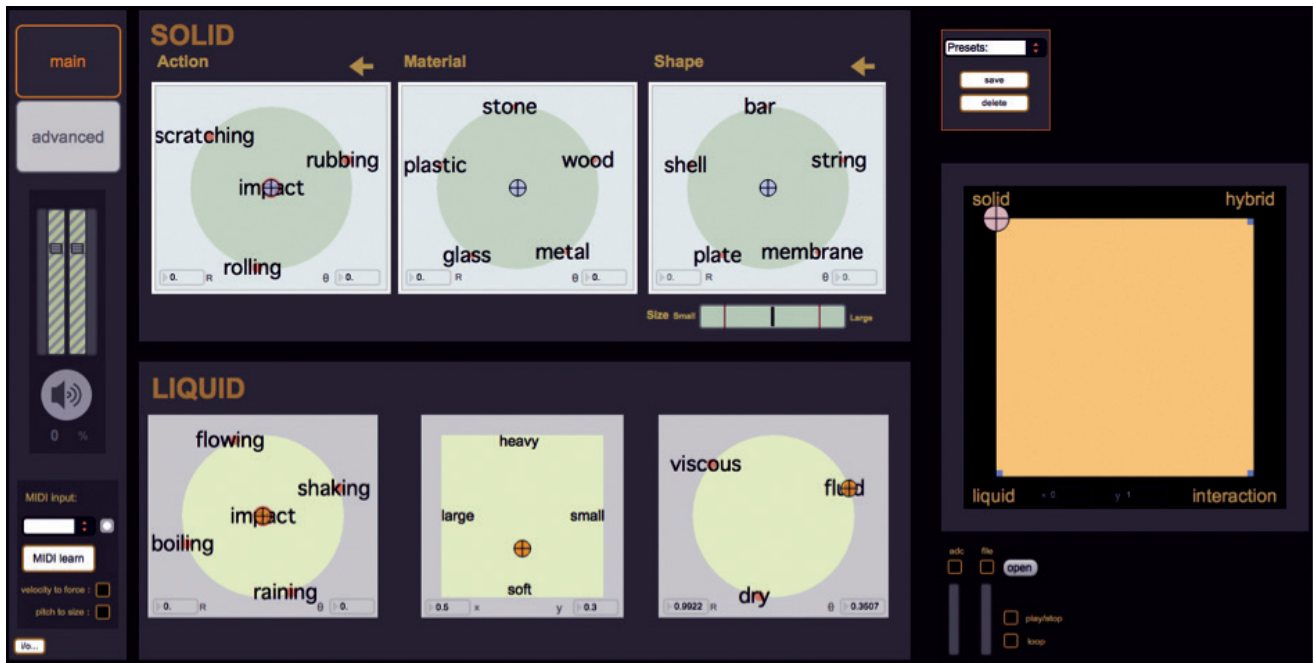 main
advanced
0 %
MIDI input:
MIDI learn
velocity to force :
pitch to size :
i/o...
SOLID
Action
scratching
rubbing
impact
rolling
0. R θ 0.
Material
stone
plastic
wood
glass
metal
0. R θ 0.
Shape
bar
shell
string
plate
membrane
0. R θ 0.
Size Small Large
LIQUID
flowing
shaking
impact
boiling
raining
0. R θ 0.
heavy
large small
soft
0.5 x y 0.3
viscous
fluid
dry
0.9922 R θ 0.3507
Presets:
save
delete
solid hybrid
liquid x 0 y 1 interaction
adc file
open
play/stop
loop